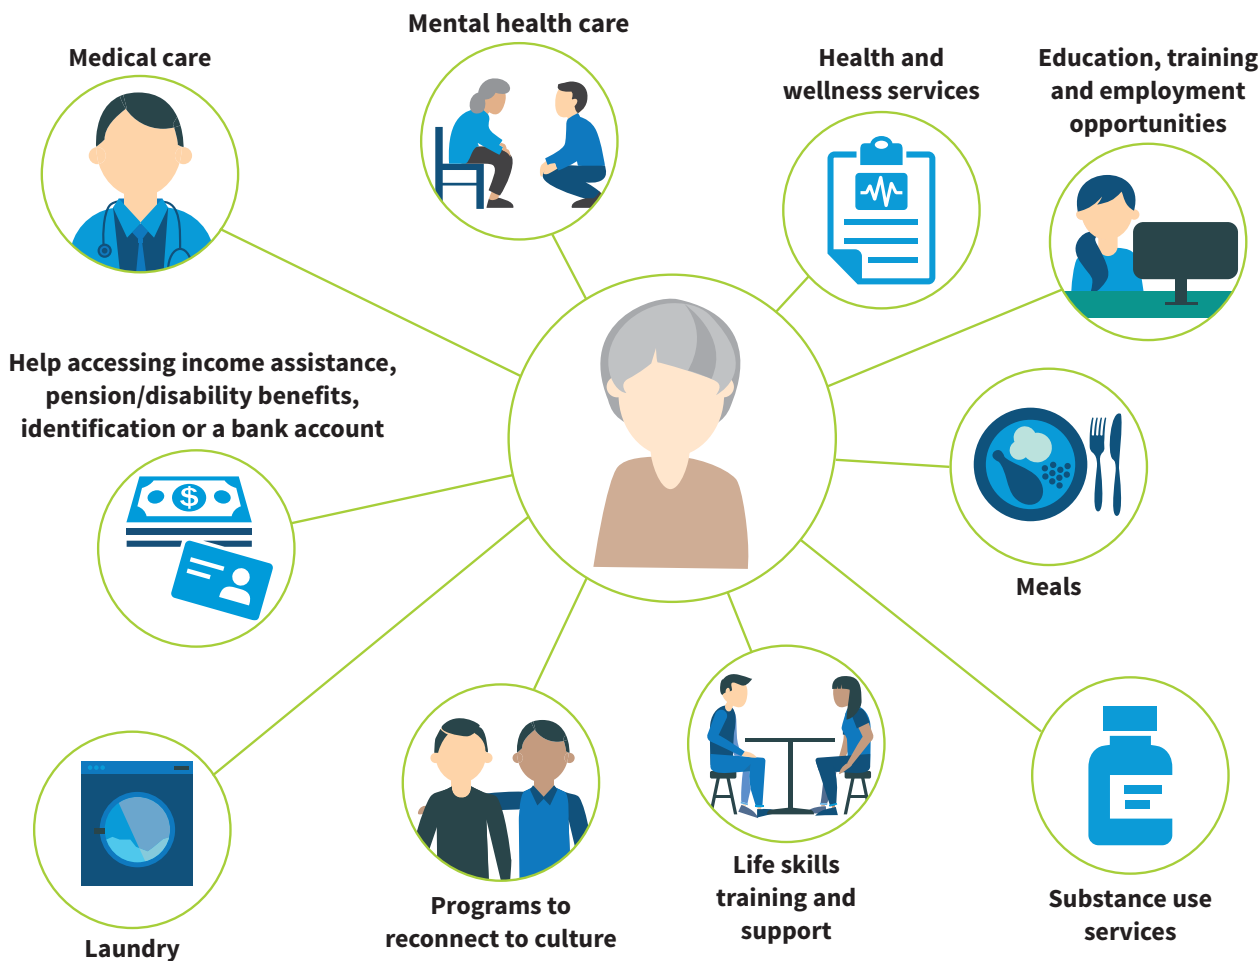 Mental health care
Medical care
Health and
wellness services
Education, training
and employment
opportunities
Help accessing income assistance,
pension/disability benefits,
identification or a bank account
$
Meals
Life skills
training and
support
Substance use
services
Programs to
reconnect to culture
Laundry